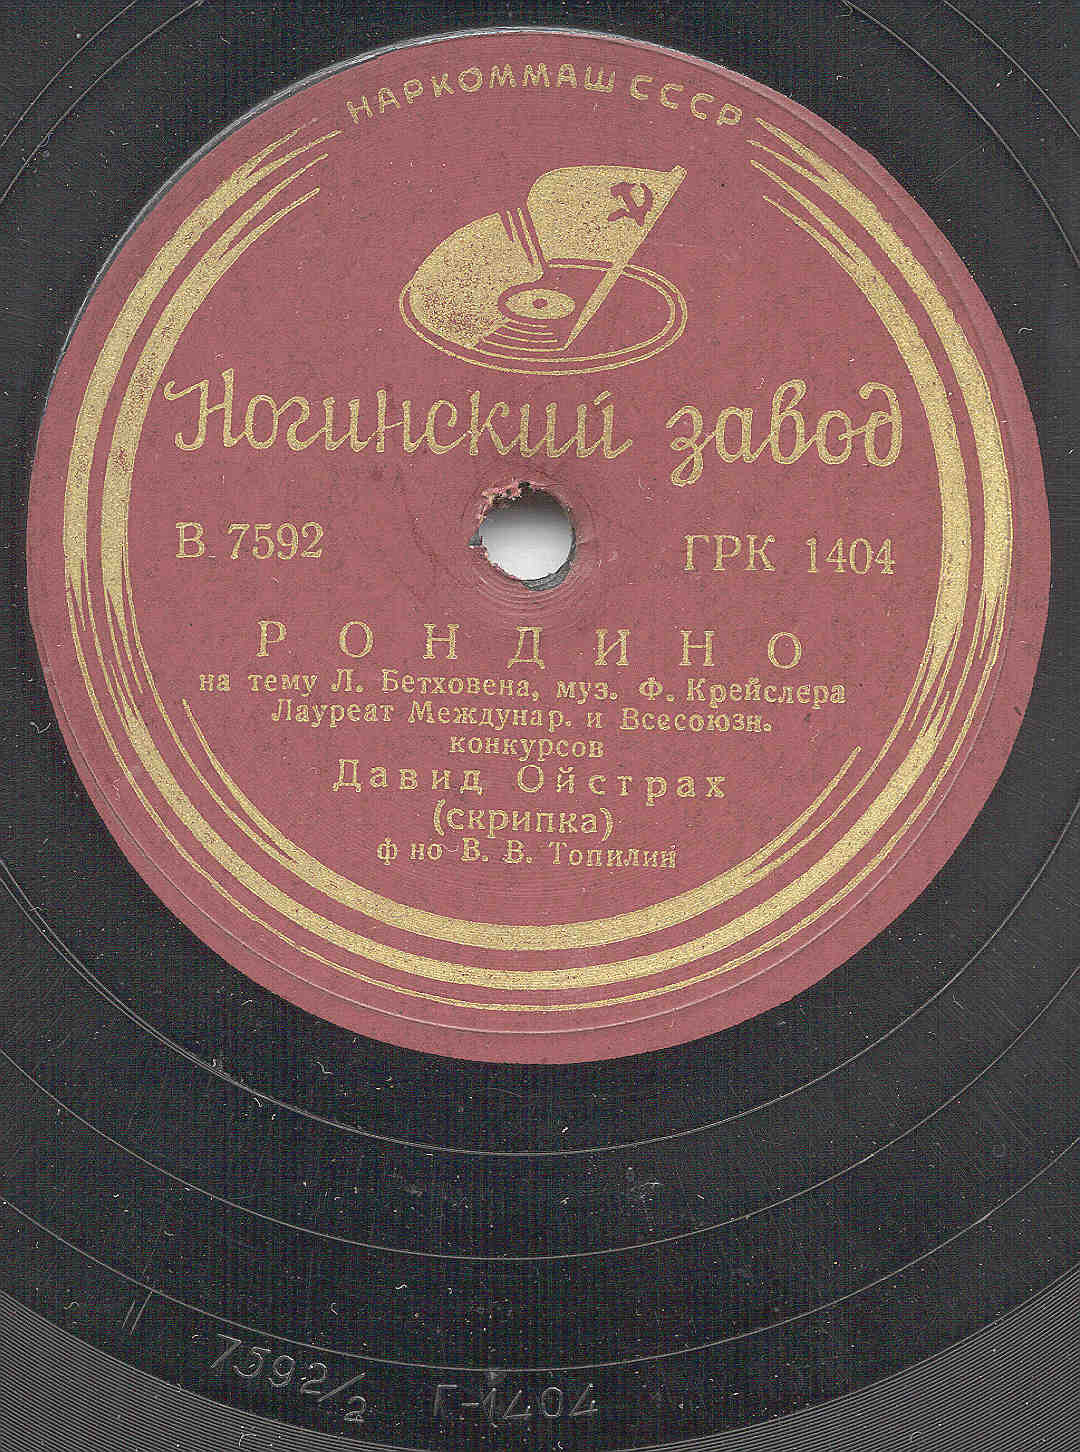 НАРКОММАШ СССР
Ногинский завод
В 7592
ГРК 1404
РОНДИНО
на тему Л. Бетховена, муз. Ф. Крейслера
Лауреат Междунар. и Всесоюзн.
конкурсов
Давид Ойстрах
(скрипка)
ф но-В. В. Топилин
II 7592/2 Г-1404